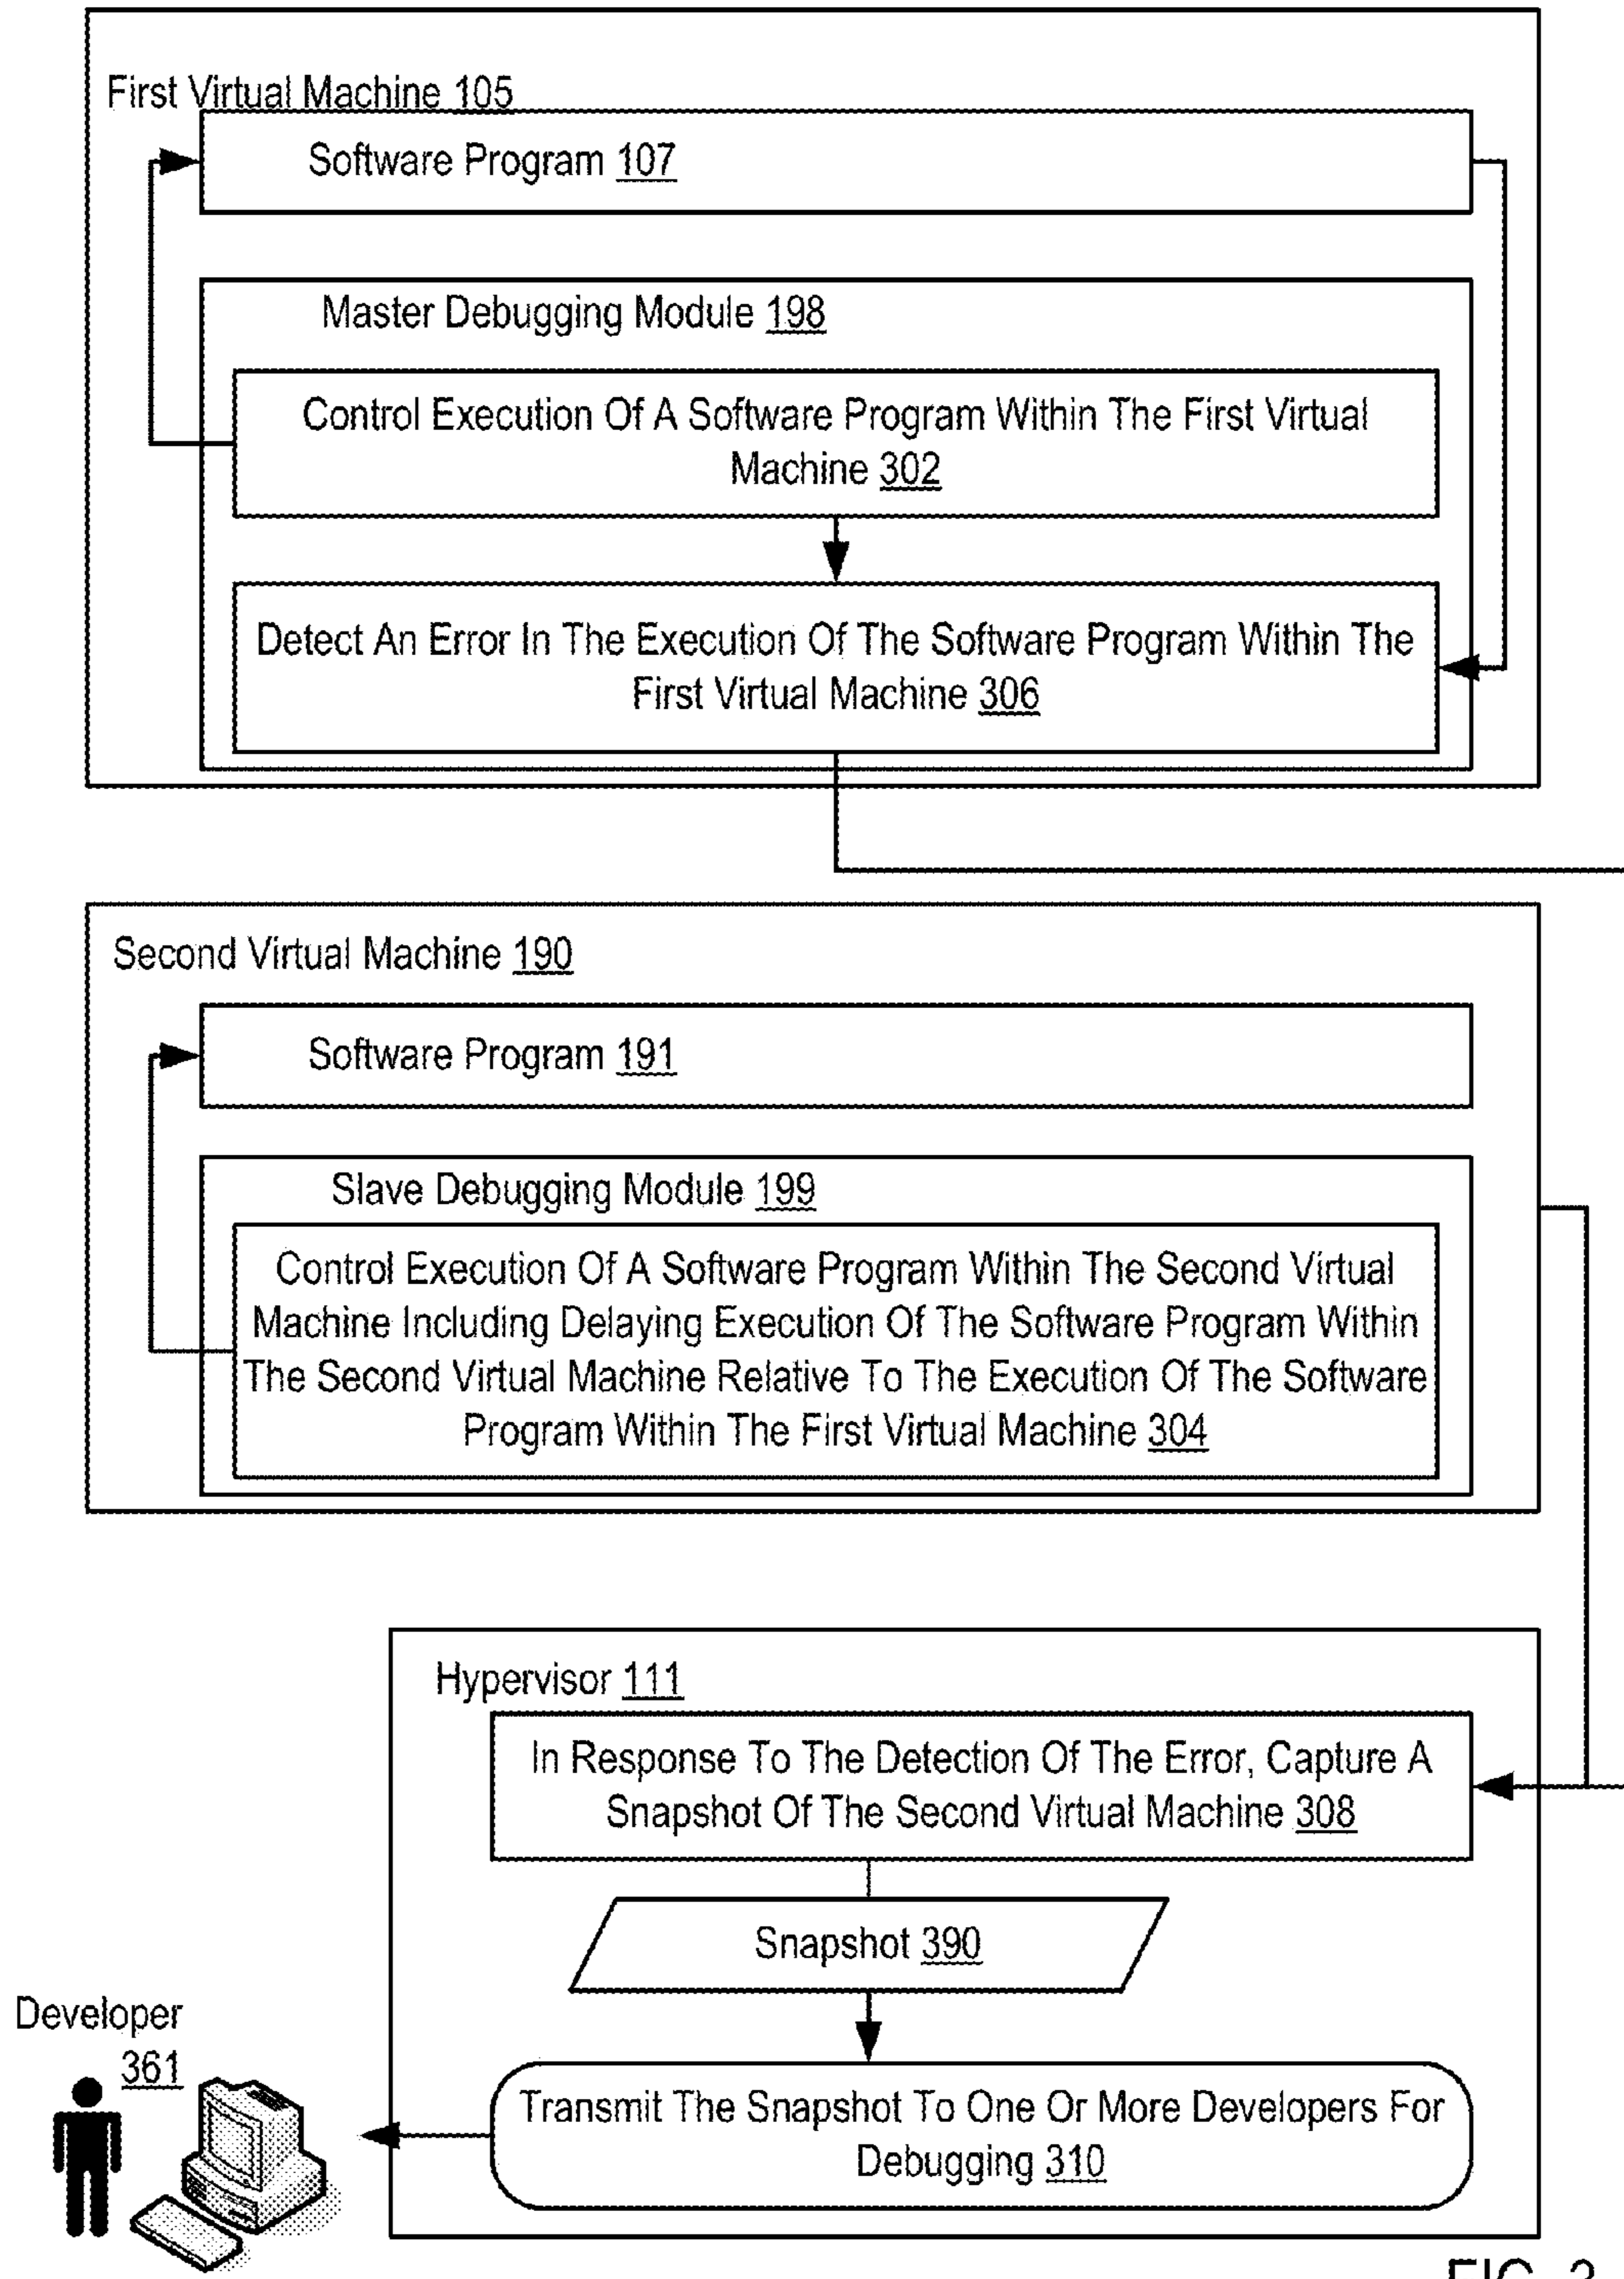 First Virtual Machine 105
Software Program 107
Master Debugging Module 198
Control Execution Of A Software Program Within The First Virtual
Machine 302
Detect An Error In The Execution Of The Software Program Within The
First Virtual Machine 306
Second Virtual Machine 190
Software Program 191
Slave Debugging Module 199
Control Execution Of A Software Program Within The Second Virtual
Machine Including Delaying Execution Of The Software Program Within
The Second Virtual Machine Relative To The Execution Of The Software
Program Within The First Virtual Machine 304
Hypervisor 111
In Response To The Detection Of The Error, Capture A
Snapshot Of The Second Virtual Machine 308
Snapshot 390
Developer
361
Transmit The Snapshot To One Or More Developers For
Debugging 310
FIG. 3